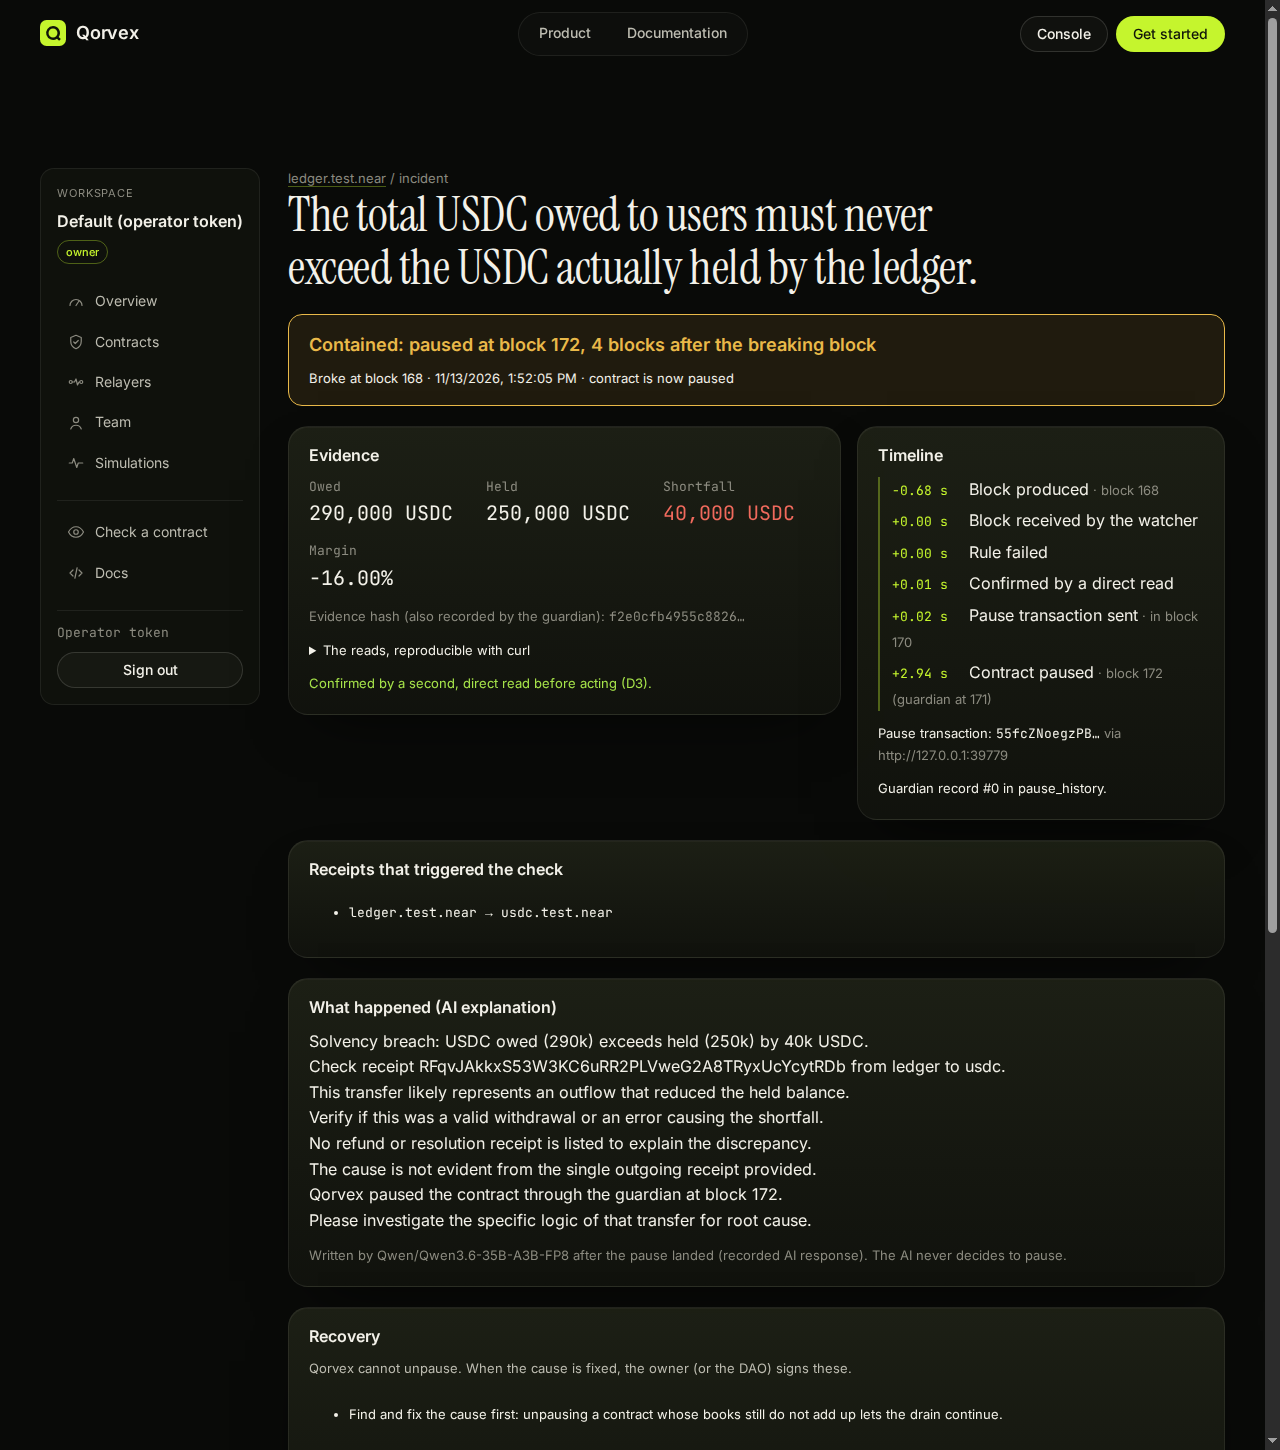 Qorvex
Product
Documentation
Console
Get started
WORKSPACE
Default (operator token)
owner
Overview
Contracts
Relayers
Team
Simulations
Check a contract
Docs
Operator token
Sign out
ledger.test.near / incident
The total USDC owed to users must never
exceed the USDC actually held by the ledger.
Contained: paused at block 172, 4 blocks after the breaking block
Broke at block 168 · 11/13/2026, 1:52:05 PM · contract is now paused
Evidence
Owed
290,000 USDC
Held
250,000 USDC
Shortfall
40,000 USDC
Margin
-16.00%
Evidence hash (also recorded by the guardian): f2e0cfb4955c8826…
The reads, reproducible with curl
Confirmed by a second, direct read before acting (D3).
Timeline
-0.68 s Block produced · block 168
+0.00 s Block received by the watcher
+0.00 s Rule failed
+0.01 s Confirmed by a direct read
+0.02 s Pause transaction sent · in block
170
+2.94 s Contract paused · block 172
(guardian at 171)
Pause transaction: 55fcZNoegzPB… via
http://127.0.0.1:39779
Guardian record #0 in pause_history.
Receipts that triggered the check
• ledger.test.near → usdc.test.near
What happened (AI explanation)
Solvency breach: USDC owed (290k) exceeds held (250k) by 40k USDC.
Check receipt RFqvJAkkxS53W3KC6uRR2PLVweG2A8TRyxUcYcytRDb from ledger to usdc.
This transfer likely represents an outflow that reduced the held balance.
Verify if this was a valid withdrawal or an error causing the shortfall.
No refund or resolution receipt is listed to explain the discrepancy.
The cause is not evident from the single outgoing receipt provided.
Qorvex paused the contract through the guardian at block 172.
Please investigate the specific logic of that transfer for root cause.
Written by Qwen/Qwen3.6-35B-A3B-FP8 after the pause landed (recorded AI response). The AI never decides to pause.
Recovery
Qorvex cannot unpause. When the cause is fixed, the owner (or the DAO) signs these.
• Find and fix the cause first: unpausing a contract whose books still do not add up lets the drain continue.